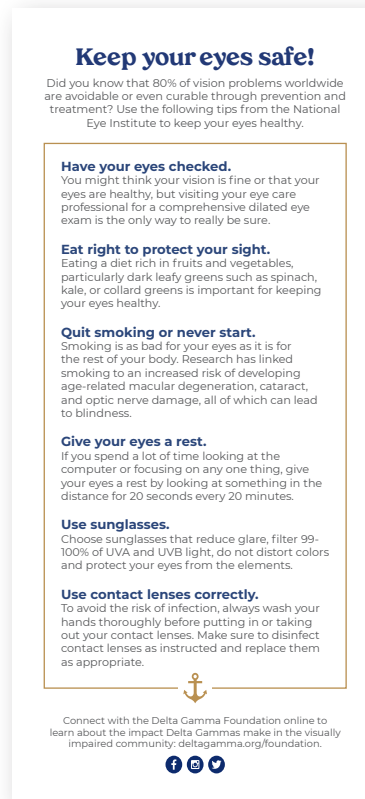 Keep your eyes safe!
Did you know that 80% of vision problems worldwide
are avoidable or even curable through prevention and
treatment? Use the following tips from the National
Eye Institute to keep your eyes healthy.
Have your eyes checked.
You might think your vision is fine or that your
eyes are healthy, but visiting your eye care
professional for a comprehensive dilated eye
exam is the only way to really be sure.
Eat right to protect your sight.
Eating a diet rich in fruits and vegetables,
particularly dark leafy greens such as spinach,
kale, or collard greens is important for keeping
your eyes healthy.
Quit smoking or never start.
Smoking is as bad for your eyes as it is for
the rest of your body. Research has linked
smoking to an increased risk of developing
age-related macular degeneration, cataract,
and optic nerve damage, all of which can lead
to blindness.
Give your eyes a rest.
If you spend a lot of time looking at the
computer or focusing on any one thing, give
your eyes a rest by looking at something in the
distance for 20 seconds every 20 minutes.
Use sunglasses.
Choose sunglasses that reduce glare, filter 99-
100% of UVA and UVB light, do not distort colors
and protect your eyes from the elements.
Use contact lenses correctly.
To avoid the risk of infection, always wash your
hands thoroughly before putting in or taking
out your contact lenses. Make sure to disinfect
contact lenses as instructed and replace them
as appropriate.
Connect with the Delta Gamma Foundation online to
learn about the impact Delta Gammas make in the visually
impaired community: deltagamma.org/foundation.